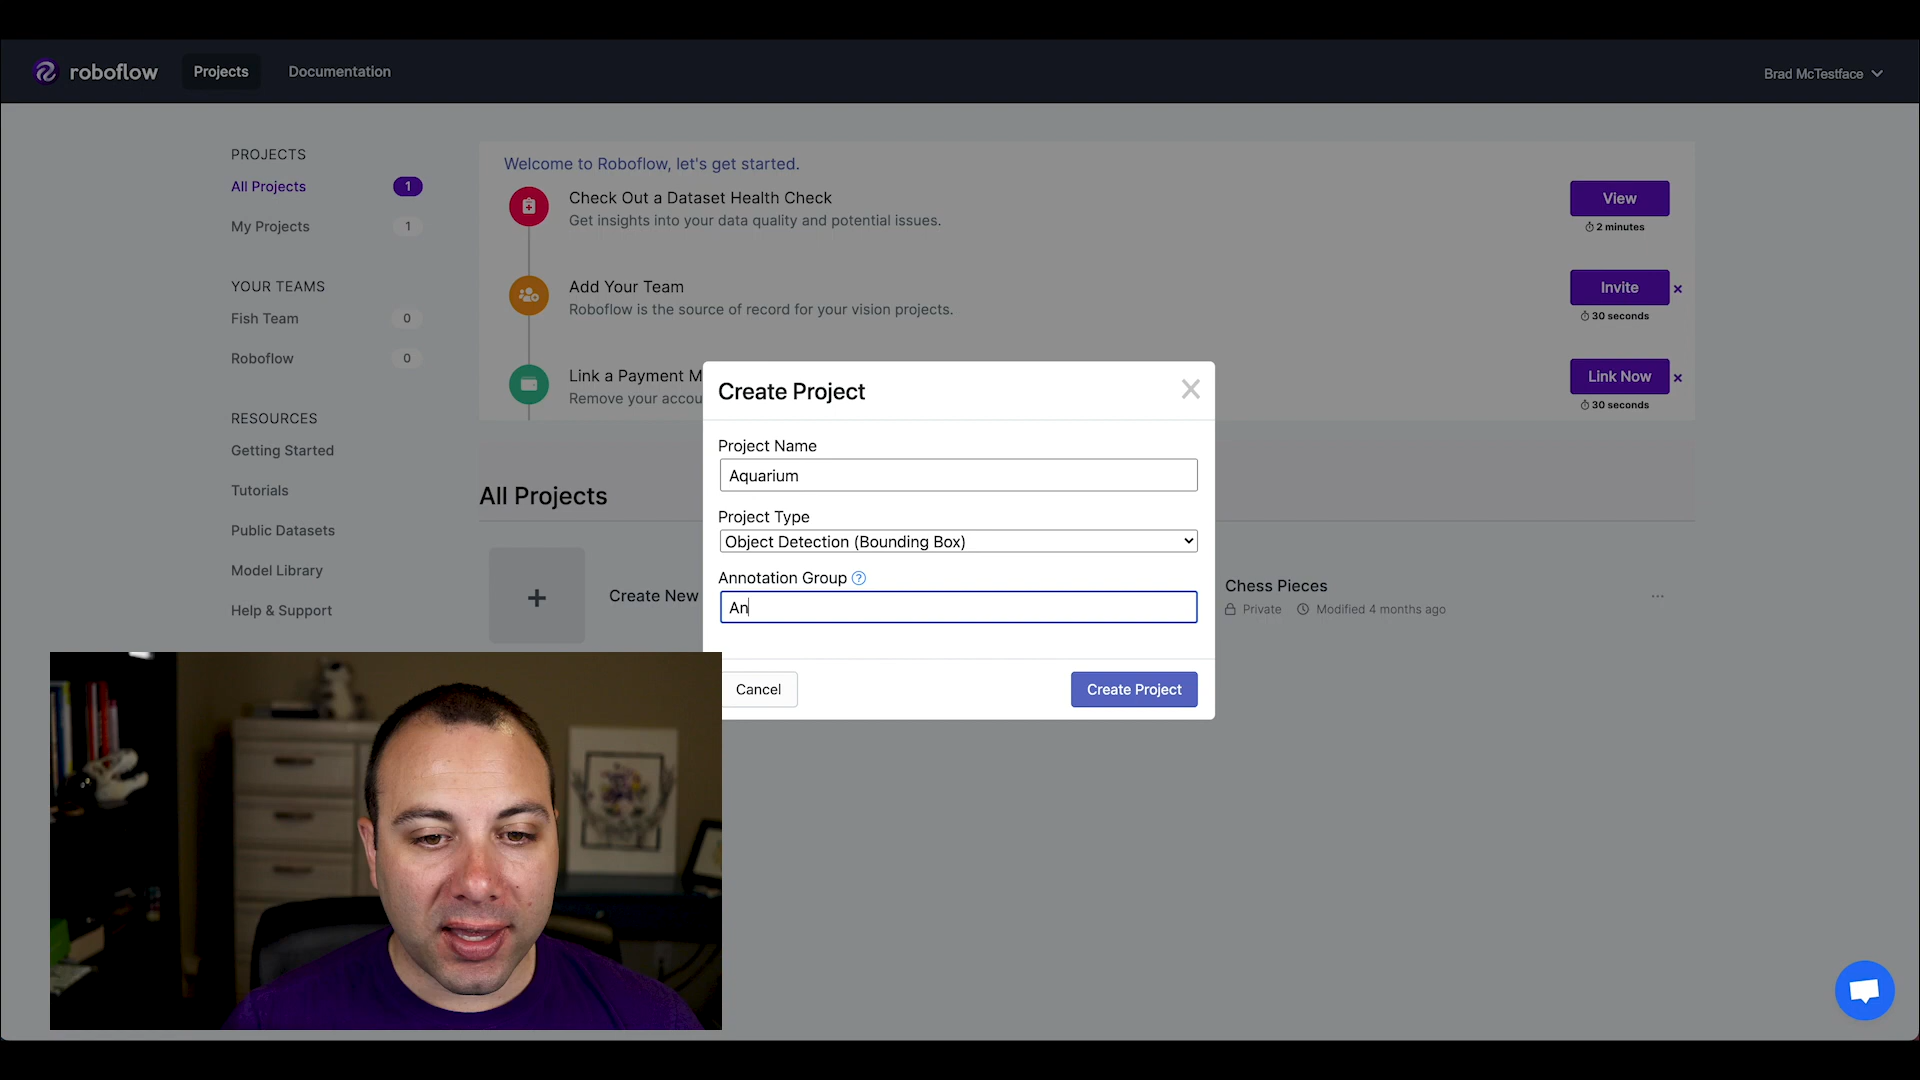 roboflow
Projects
Documentation
Brad McTestface
PROJECTS
All Projects
1
My Projects
1
YOUR TEAMS
Fish Team
0
Roboflow
0
RESOURCES
Getting Started
Tutorials
Public Datasets
Model Library
Help & Support
Welcome to Roboflow, let's get started.
Check Out a Dataset Health Check
Get insights into your data quality and potential issues.
View
2 minutes
Add Your Team
Roboflow is the source of record for your vision projects.
Invite
30 seconds
Link a Payment M
Remove your accou
Link Now
30 seconds
All Projects
Create New
Chess Pieces
Private
Modified 4 months ago
Create Project
Project Name
Aquarium
Project Type
Object Detection (Bounding Box)
Annotation Group
An
Cancel
Create Project